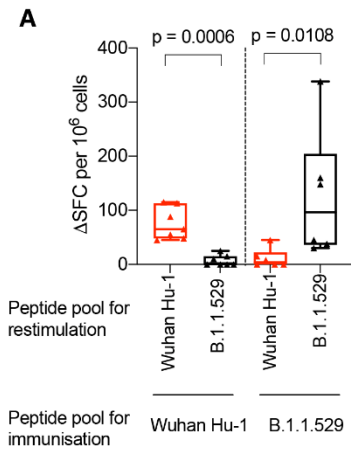 A
p = 0.0006 p = 0.0108
ΔSFC per 10⁶ cells
400
300
200
100
0
Peptide pool for
restimulation
Wuhan Hu-1
B.1.1.529
Wuhan Hu-1
B.1.1.529
Peptide pool for
immunisation
Wuhan Hu-1 B.1.1.529